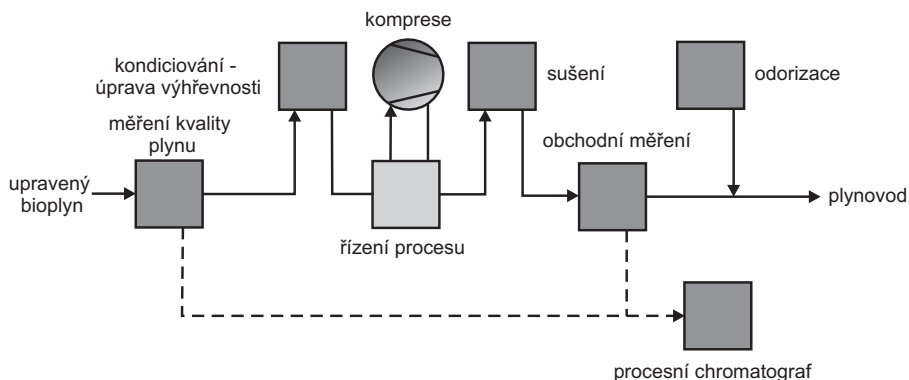 komprese
kondiciování -
úprava výhřevnosti
sušení
odorizace
měření kvality
plynu
obchodní měření
upravený
bioplyn
plynovod
řízení procesu
procesní chromatograf